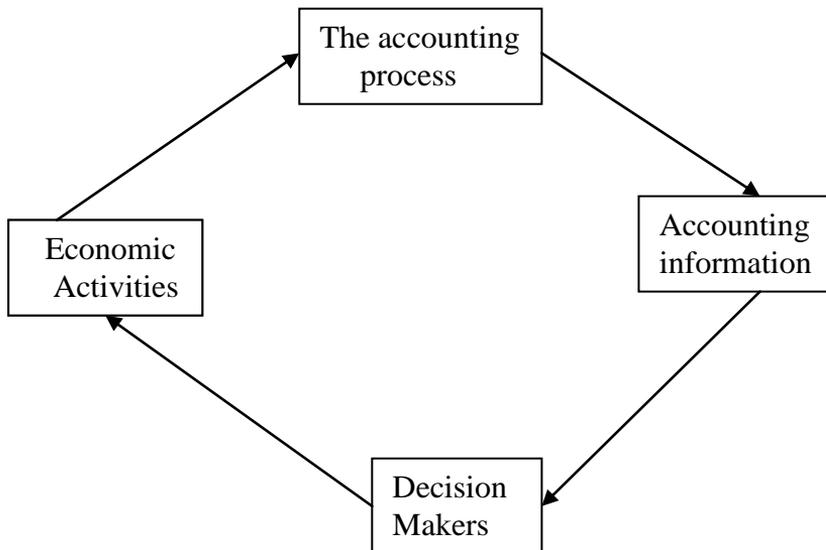 The accounting
process
Accounting
information
Economic
Activities
Decision
Makers